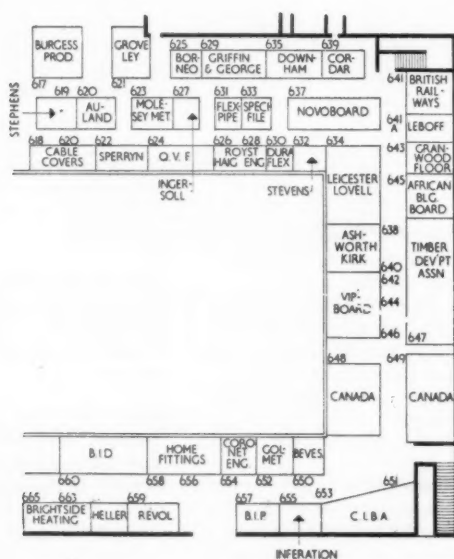 BURGESS
PROD.
617
GROVE
LEY
621
625
629
635
639
BOR-
NEO
GRIFFIN
& GEORGE
DOWN-
HAM
COR-
DAR
STEPHENS
619
620
AU-
LAND
623
627
MOLE-
SEY MET
631
633
FLEX-
PIPE
SPECI
FILE
637
NOVOBOARD
641
BRITISH
RAIL-
WAYS
641
A
LEBOFF
618
620
622
624
626
628
630
632
634
CABLE
COVERS
SPERRYN
Q.V.F
ROYST
HAIG
ENG
DURA
FLEX
INGER-
SOLL
STEVENS
LEICESTER
LOVELL
643
GRAN-
WOOD
FLOOR
645
AFRICAN
BLG.
BOARD
638
ASH-
WORTH
KIRK
640
642
TIMBER
DEV'PT
ASSN
VIP-
BOARD
644
646
647
648
649
CANADA
CANADA
B.I.D
HOME
FITTINGS
CORO
NET
ENG.
GOL-
MET
BEVES.
660
658
656
654
652
650
665
663
659
657
655
653
651
BRIGHTSIDE
HEATING
HELLER
REVOL
B.I.P.
C.L.B.A
INFERATION